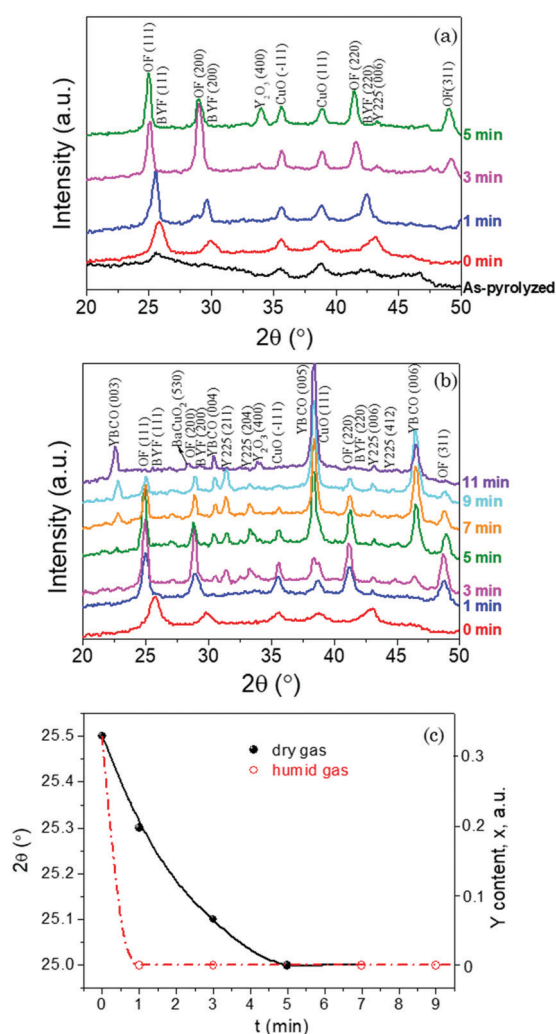 (a)
OF (111)
BYF (111)
OF (200)
BYF (200)
Y₂O₃ (400)
CuO (-111)
CuO (111)
OF (220)
BYF (220)
Y225 (006)
OF(311)
5 min
3 min
1 min
0 min
As-pyrolyzed
Intensity (a.u.)
20 25 30 35 40 45 50
2θ (°)
(b)
YBCO (003)
OF (111)
BYF (111)
BaCuO₂ (530)
OF (200)
BYF (200)
YBCO (004)
Y225 (211)
Y225 (204)
Y₂O₃ (400)
CuO (-111)
YBCO (005)
CuO (111)
OF (220)
BYF (220)
Y225 (006)
Y225 (412)
YBCO (006)
OF (311)
11 min
9 min
7 min
5 min
3 min
1 min
0 min
Intensity (a.u.)
20 25 30 35 40 45 50
2θ (°)
(c)
dry gas
humid gas
25.5
25.4
25.3
25.2
25.1
25.0
2θ (°)
0.3
0.2
0.1
0
Y content, x, a.u.
0 1 2 3 4 5 6 7 8 9
t (min)